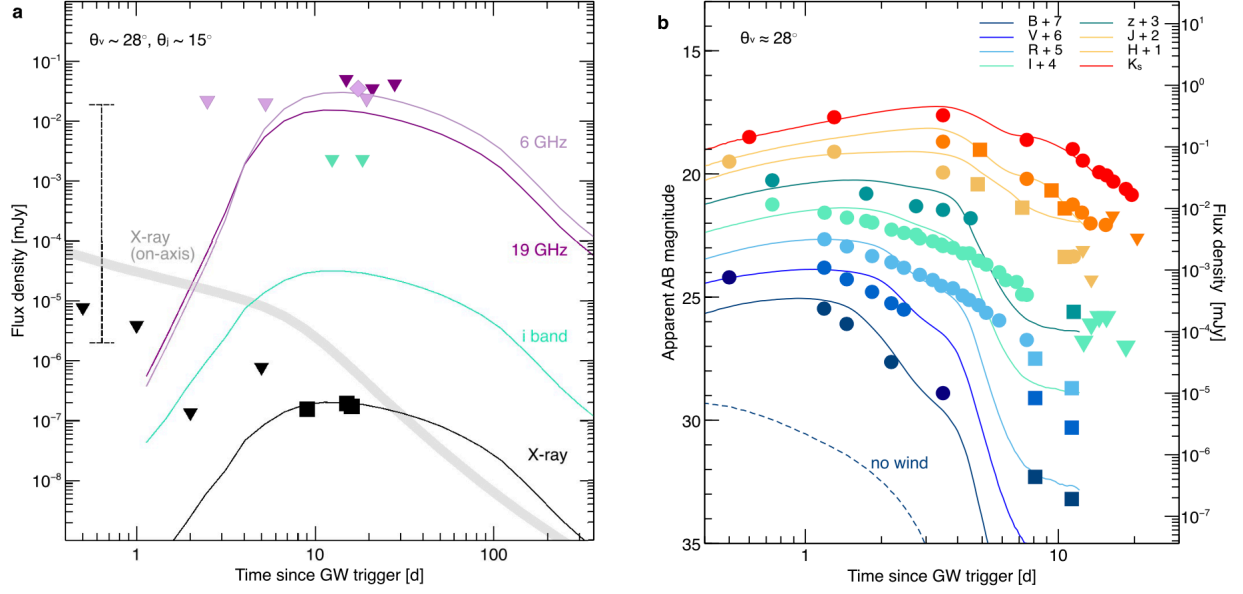 a
θv ~ 28°, θj ~ 15°
10⁻¹
10⁻²
10⁻³
10⁻⁴
10⁻⁵
10⁻⁶
10⁻⁷
10⁻⁸
Flux density [mJy]
6 GHz
19 GHz
X-ray
(on-axis)
i band
X-ray
1
10
100
Time since GW trigger [d]
b
θv ≈ 28°
B + 7
V + 6
R + 5
I + 4
z + 3
J + 2
H + 1
Ks
15
20
25
30
35
Apparent AB magnitude
no wind
10¹
10⁰
10⁻¹
10⁻²
10⁻³
10⁻⁴
10⁻⁵
10⁻⁶
10⁻⁷
Flux density [mJy]
1
10
Time since GW trigger [d]